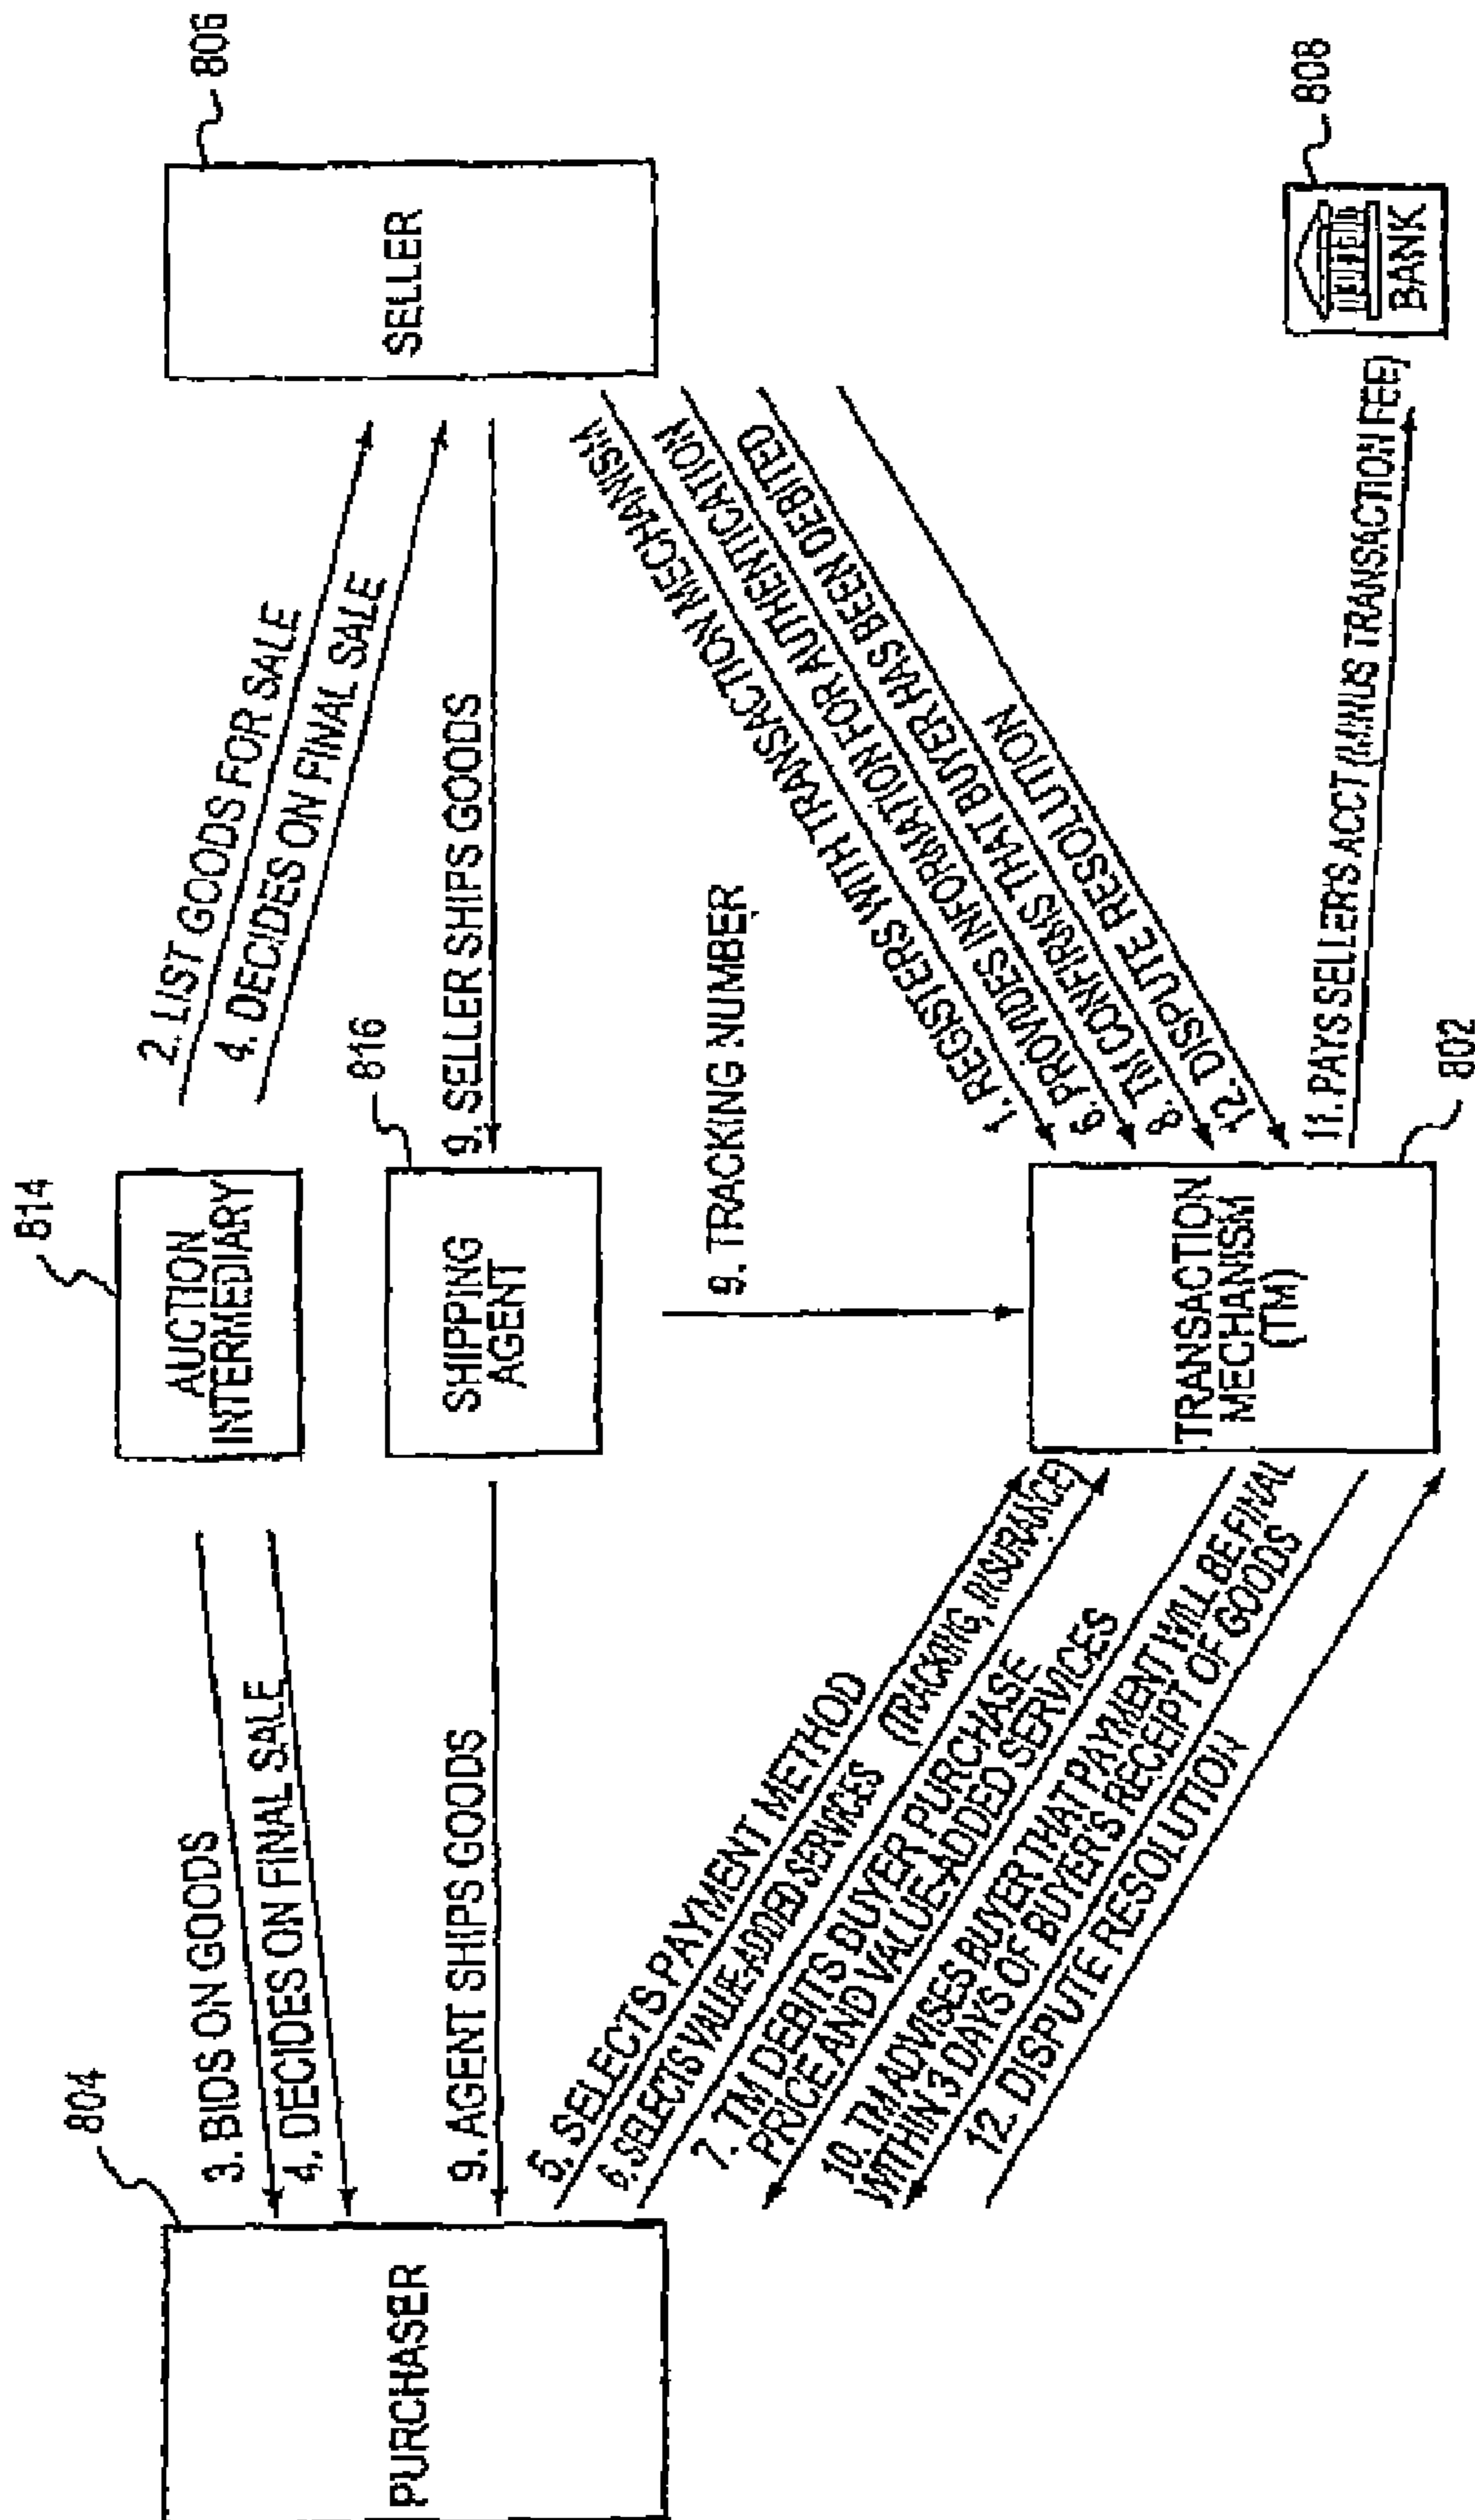 814
AUCTION
INTERMEDIARY
804
PURCHASER
806
SELLER
3. BIDS ON GOODS
4. DECIDES ON FINAL SALE
2. LIST GOODS FOR SALE
4. DECIDES ON FINAL SALE
816
SHIPPING
AGENT
9. AGENT SHIPS GOODS
9. SELLER SHIPS GOODS
9. TRACKING NUMBER
5. SELECTS PAYMENT METHOD
6. SELECTS VALUE ADDED SERVICES (TRACKING, INSURANCE)
7. TM DEBITS BUYER PURCHASE
PRICE AND VALUE-ADDED SERVICES
10. TM ADVISES BUYER THAT PAYMENT WILL BE FINAL
WITHIN 3 DAYS OF BUYER'S RECEIPT OF GOODS
12. DISPUTE RESOLUTION
1. REGISTERS WITH TRANSACTION MECHANISM
6. PROVIDES INFORMATION FOR AUTHENTICATION
8. TM CONFIRMS THAT BUYER HAS BEEN DEBITED
12. DISPUTE RESOLUTION
TRANSACTION
MECHANISM
(TM)
802
11. PAYS SELLER'S ACCT (MINUS TRANSACTION FEE)
808
BANK